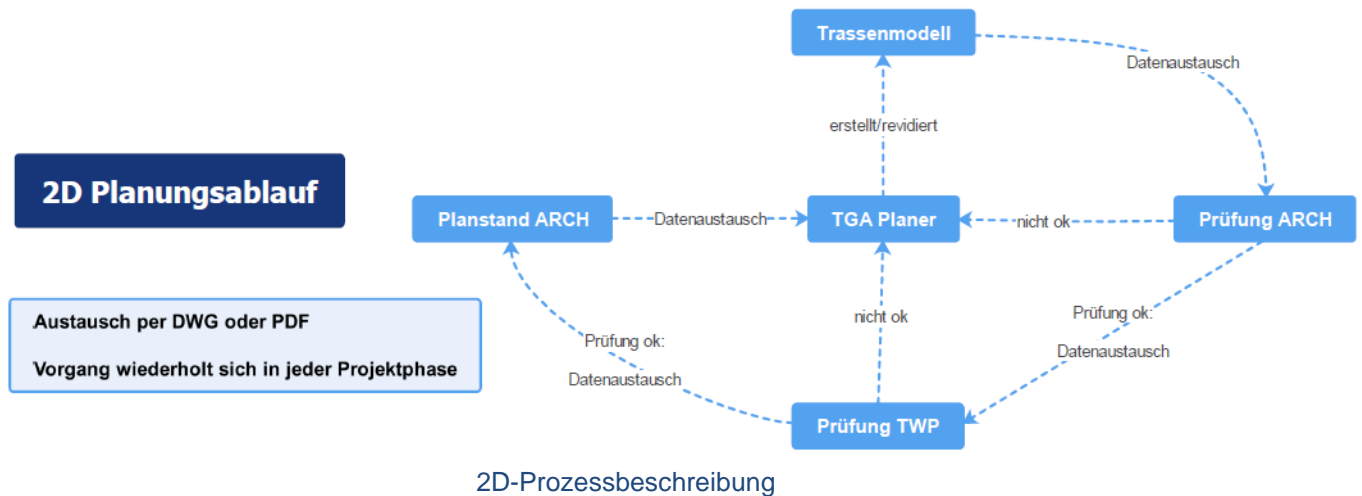 Trassenmodell
Datenaustausch
erstellt/revidiert
2D Planungsablauf
Planstand ARCH
Datenaustausch
TGA Planer
nicht ok
Prüfung ARCH
Austausch per DWG oder PDF
Vorgang wiederholt sich in jeder Projektphase
Prüfung ok:
Datenaustausch
nicht ok
Prüfung ok:
Datenaustausch
Prüfung TWP
2D-Prozessbeschreibung